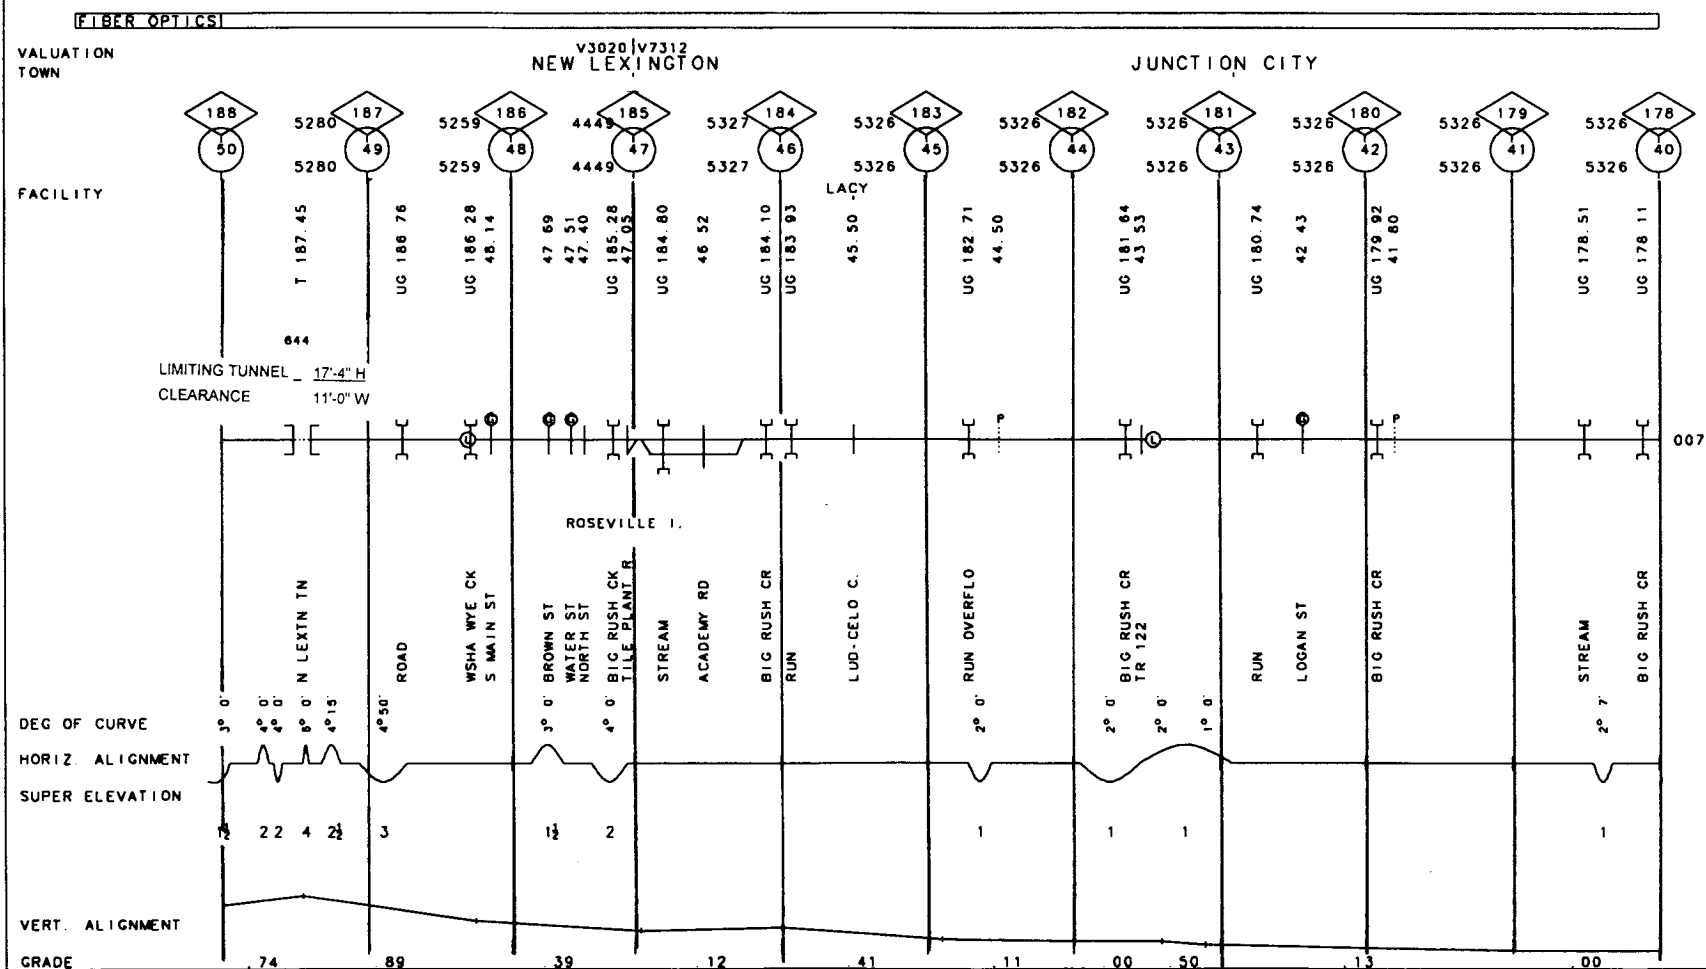 FIBER OPTICS
VALUATION V3020 V7312
TOWN NEW LEXINGTON JUNCTION CITY
188 187 186 185 184 183 182 181 180 179 178
5280 5259 4449 5327 5326 5326 5326 5326 5326 5326
50 49 48 47 46 45 44 43 42 41 40
5280 5259 4449 5327 5326 5326 5326 5326 5326 5326
FACILITY LACY
T 187.45
UG 186 76
UG 186 28
48.14
47 69
47 51
47.40
UG 185.28
47.05
UG 184.80
46 52
UG 184.10
UG 183 93
45.50
UG 182.71
44.50
UG 181 64
43 53
UG 180.74
42 43
UG 179.92
41 80
UG 178.51
UG 178 11
644
LIMITING TUNNEL 17'-4" H
CLEARANCE 11'-0" W
P P
L
007
ROSEVILLE I.
N LEXTN TN
ROAD
WSHA WYE CK
S MAIN ST
BROWN ST
WATER ST
NORTH ST
BIG RUSH CK
TILE PLANT R
STREAM
ACADEMY RD
BIG RUSH CR
RUN
LUD-CELO C.
RUN OVERFLO
BIG RUSH CR
TR 122
RUN
LOGAN ST
BIG RUSH CR
STREAM
BIG RUSH CR
DEG OF CURVE 3° 0' 4° 0' 4° 0' 6° 0' 4°15' 4°50' 3° 0' 4° 0' 2° 0' 2° 0' 2° 0' 1° 0' 2° 7'
HORIZ. ALIGNMENT
SUPER ELEVATION
1½ 2 2 4 2½ 3 1½ 2 1 1 1 1
VERT. ALIGNMENT
GRADE .74 .89 .39 .12 .41 .11 .00 .50 .13 .00